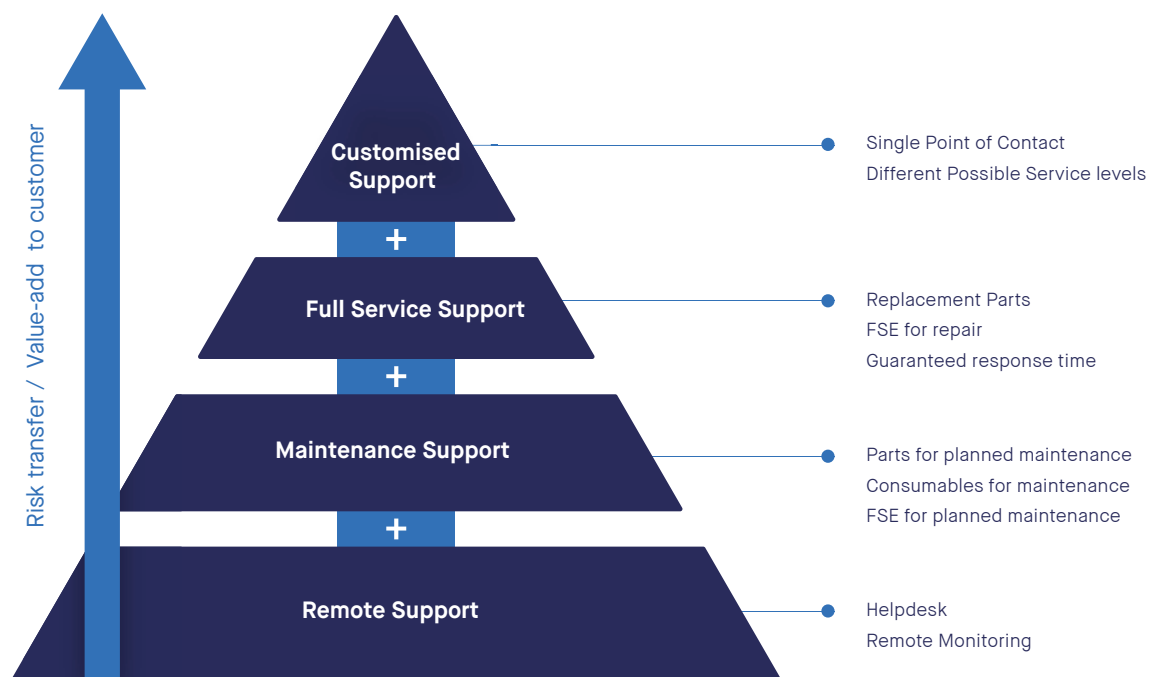 Risk transfer / Value-add to customer
Customised
Support
Single Point of Contact
Different Possible Service levels
+
Full Service Support
Replacement Parts
FSE for repair
Guaranteed response time
+
Maintenance Support
Parts for planned maintenance
Consumables for maintenance
FSE for planned maintenance
+
Remote Support
Helpdesk
Remote Monitoring